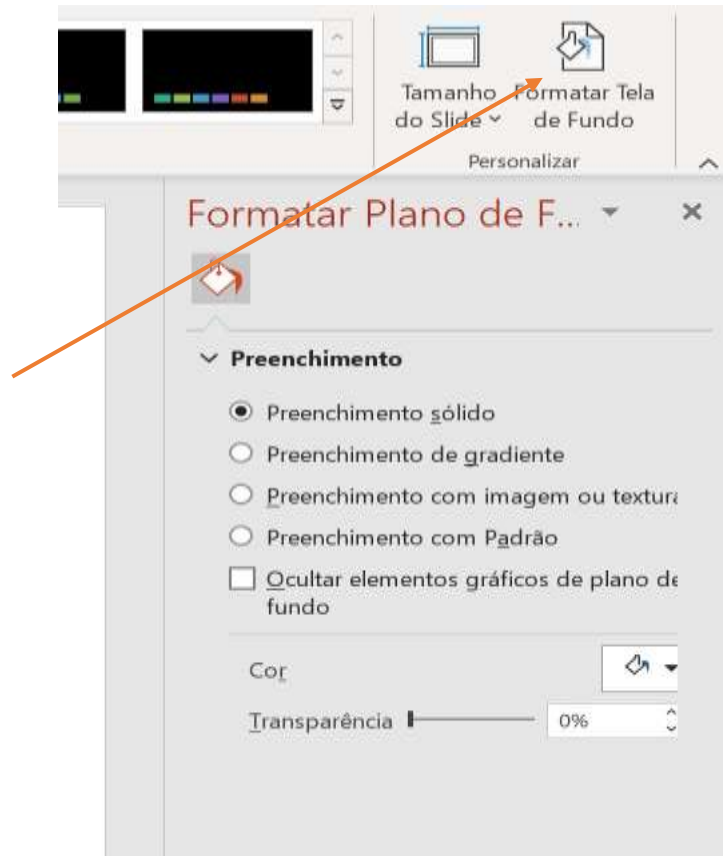 Tamanho
do Slide
Formatar Tela
de Fundo
Personalizar
Formatar Plano de F...
Preenchimento
Preenchimento sólido
Preenchimento de gradiente
Preenchimento com imagem ou textura
Preenchimento com Padrão
Ocultar elementos gráficos de plano de
fundo
Cor
Transparência 0%